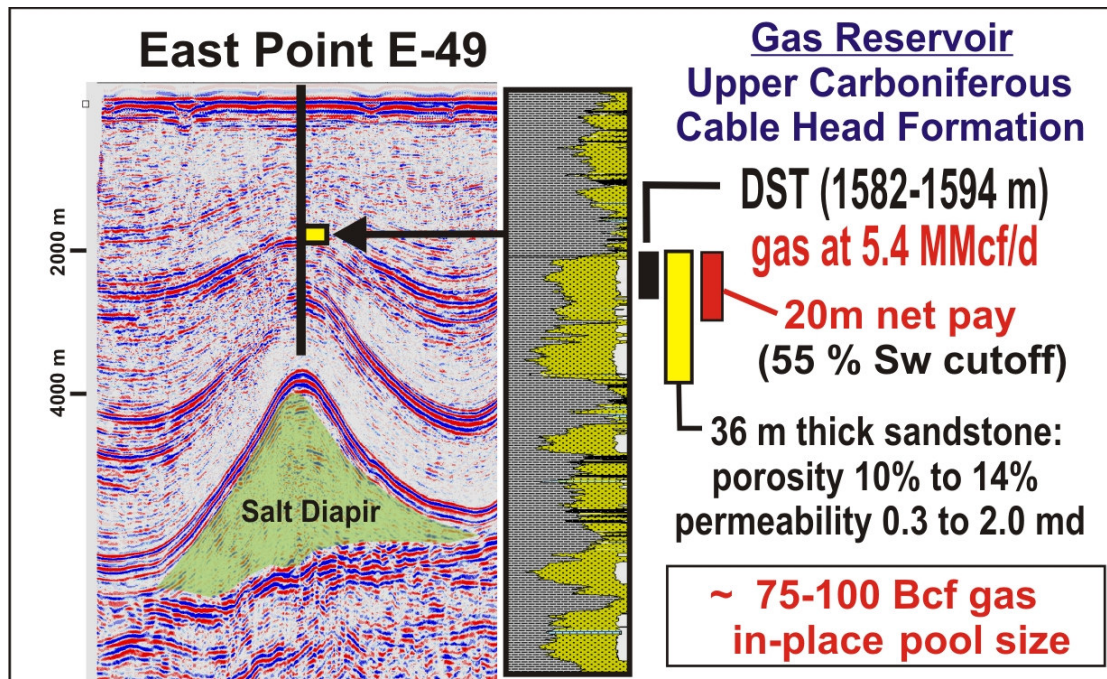 East Point E-49
2000 m
4000 m
Salt Diapir
Gas Reservoir
Upper Carboniferous
Cable Head Formation
DST (1582-1594 m)
gas at 5.4 MMcf/d
20m net pay
(55 % Sw cutoff)
36 m thick sandstone:
porosity 10% to 14%
permeability 0.3 to 2.0 md
~ 75-100 Bcf gas
in-place pool size